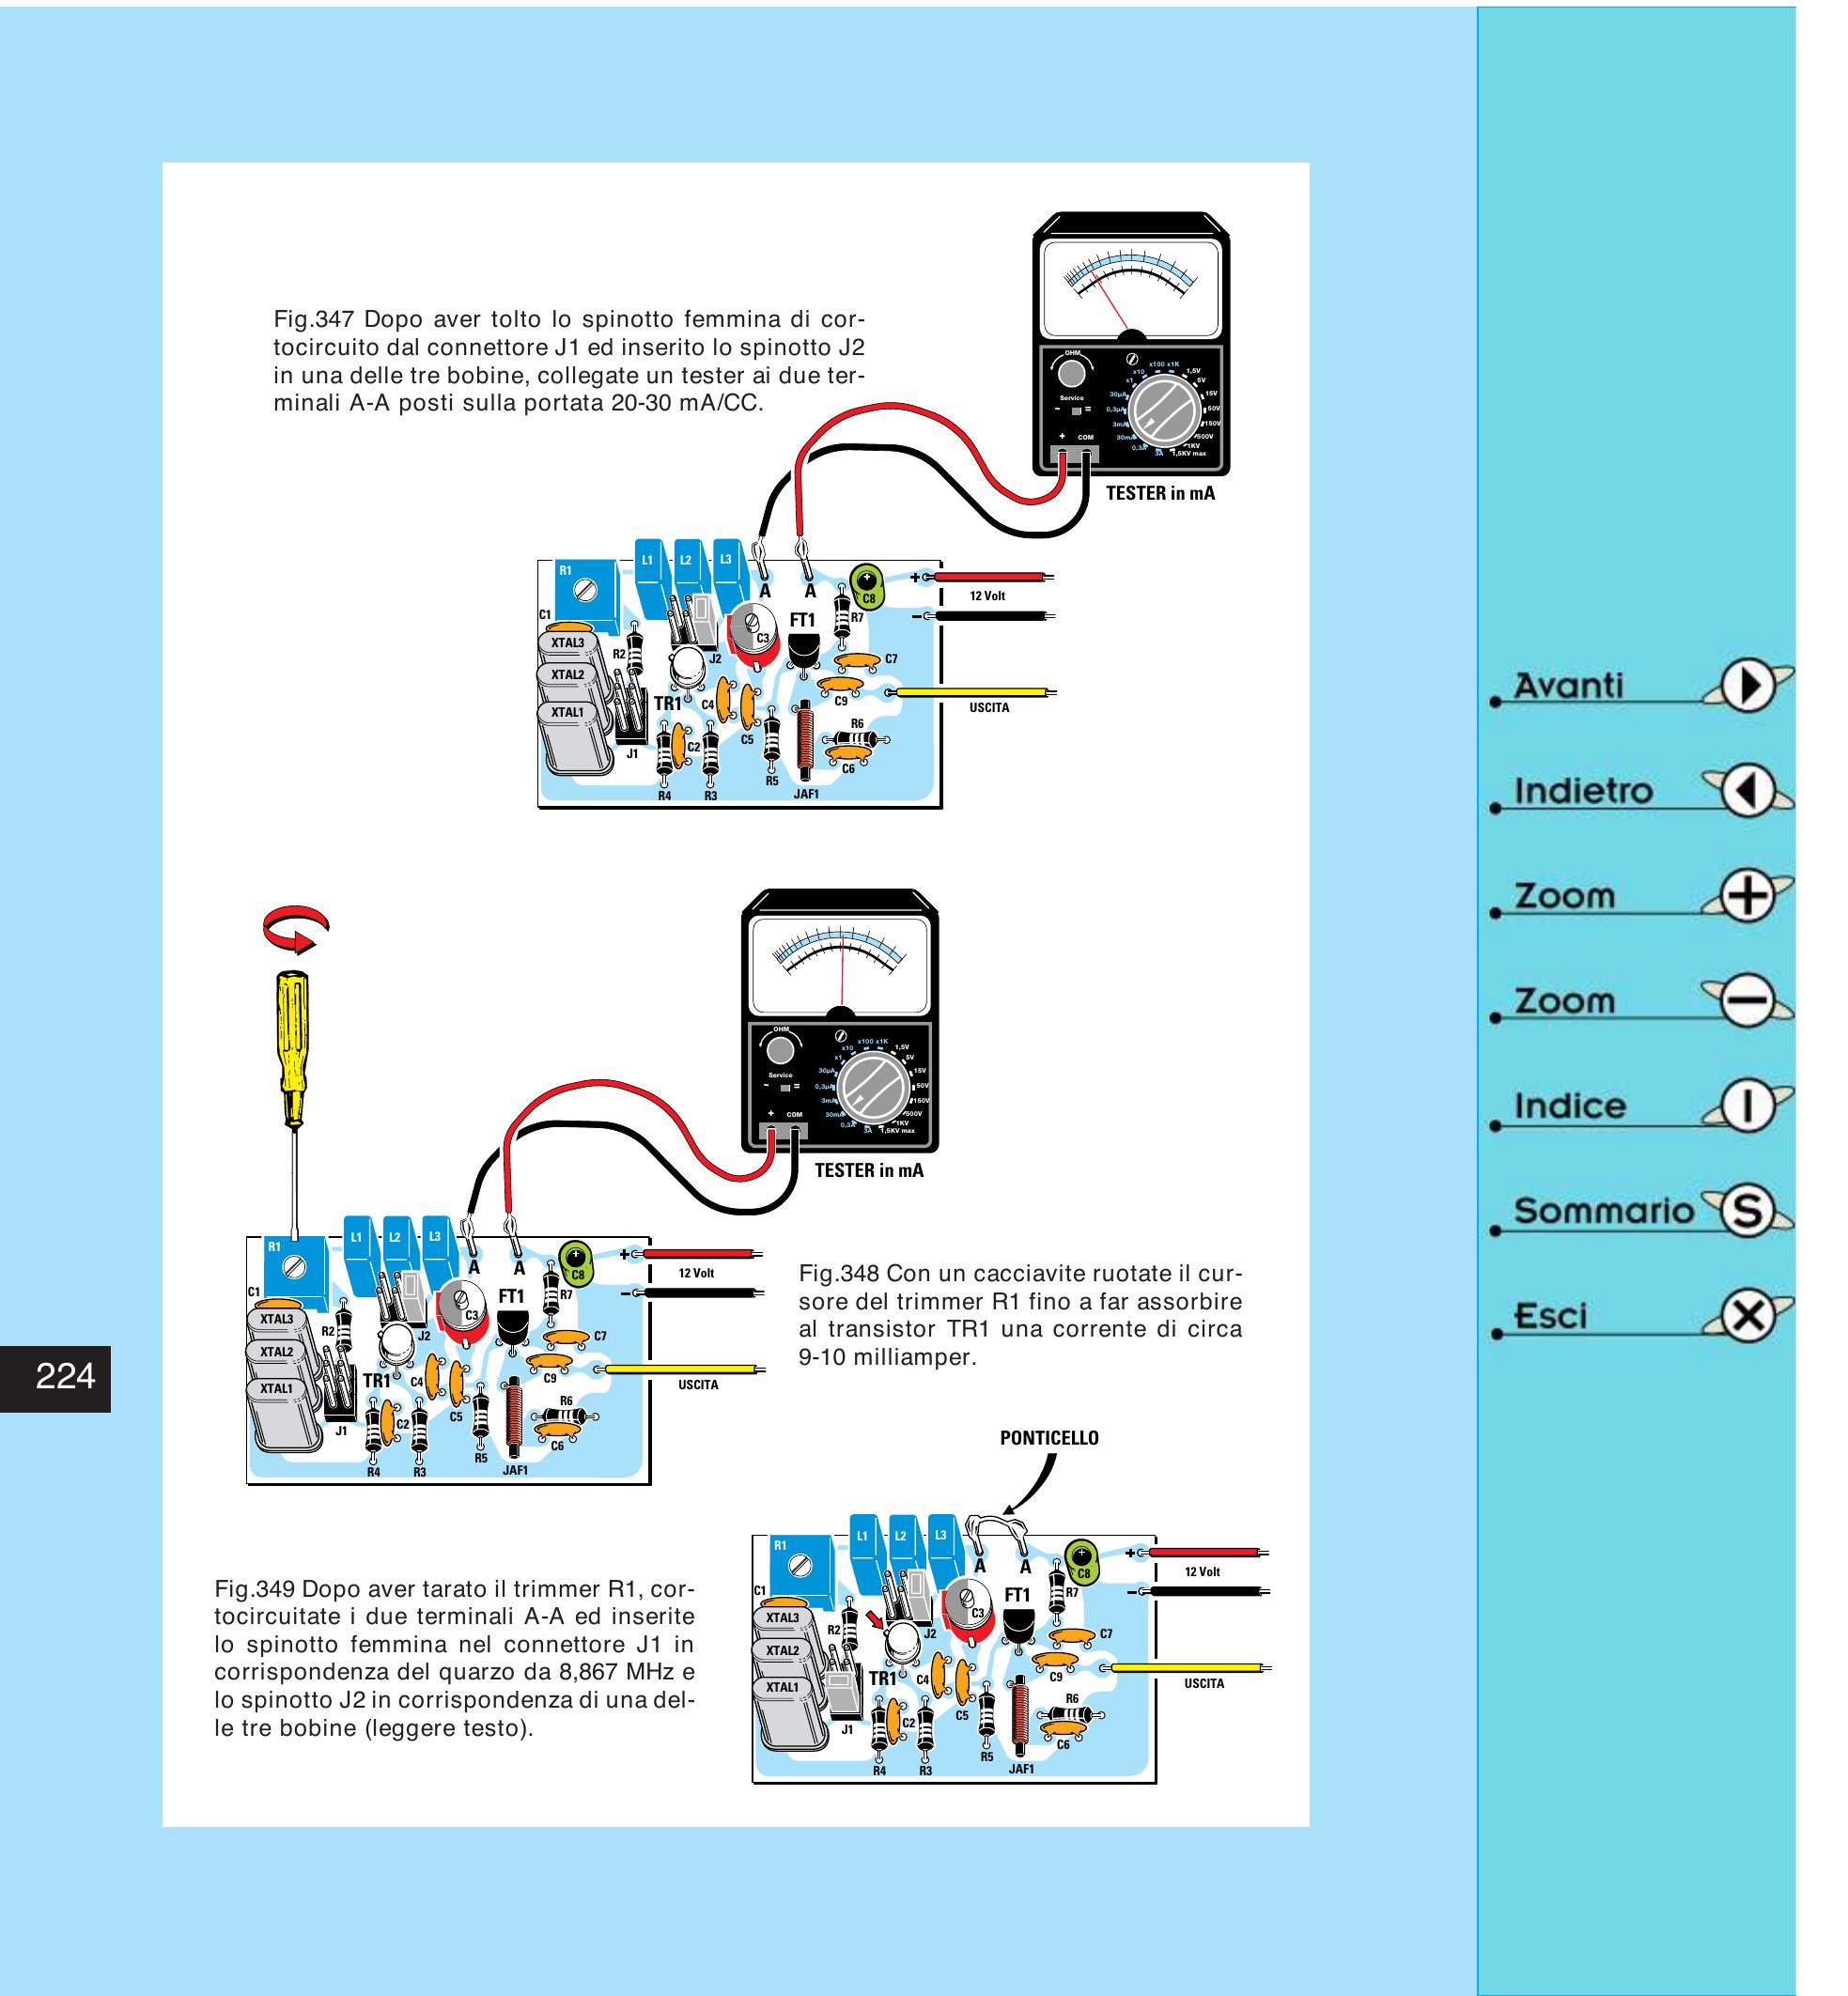 Fig.347 Dopo aver tolto lo spinotto femmina di cor-
tocircuito dal connettore J1 ed inserito lo spinotto J2
in una delle tre bobine, collegate un tester ai due ter-
minali A-A posti sulla portata 20-30 mA/CC.
OHM
x100 x1K
x10
x1
1,5V
5V
15V
50V
150V
500V
1KV
1,5KV max
30µA
0,3µA
3mA
30mA
0,3A
3A
Service
~ =
+ COM
TESTER in mA
R1
L1
L2
L3
A
A
C8
+
12 Volt
-
C1
XTAL3
XTAL2
XTAL1
R2
J2
C3
FT1
R7
C7
C9
USCITA
TR1
C4
C5
R6
C6
J1
C2
R4
R3
R5
JAF1
OHM
x100 x1K
x10
x1
1,5V
5V
15V
50V
150V
500V
1KV
1,5KV max
30µA
0,3µA
3mA
30mA
0,3A
3A
Service
~ =
+ COM
TESTER in mA
R1
L1
L2
L3
A
A
C8
+
12 Volt
-
C1
XTAL3
XTAL2
XTAL1
R2
J2
C3
FT1
R7
C7
C9
USCITA
TR1
C4
C5
R6
C6
J1
C2
R4
R3
R5
JAF1
Fig.348 Con un cacciavite ruotate il cur-
sore del trimmer R1 fino a far assorbire
al transistor TR1 una corrente di circa
9-10 milliamper.
224
PONTICELLO
R1
L1
L2
L3
A
A
C8
+
12 Volt
-
C1
XTAL3
XTAL2
XTAL1
R2
J2
C3
FT1
R7
C7
C9
USCITA
TR1
C4
C5
R6
C6
J1
C2
R4
R3
R5
JAF1
Fig.349 Dopo aver tarato il trimmer R1, cor-
tocircuitate i due terminali A-A ed inserite
lo spinotto femmina nel connettore J1 in
corrispondenza del quarzo da 8,867 MHz e
lo spinotto J2 in corrispondenza di una del-
le tre bobine (leggere testo).
Avanti
Indietro
Zoom +
Zoom −
Indice I
Sommario S
Esci X